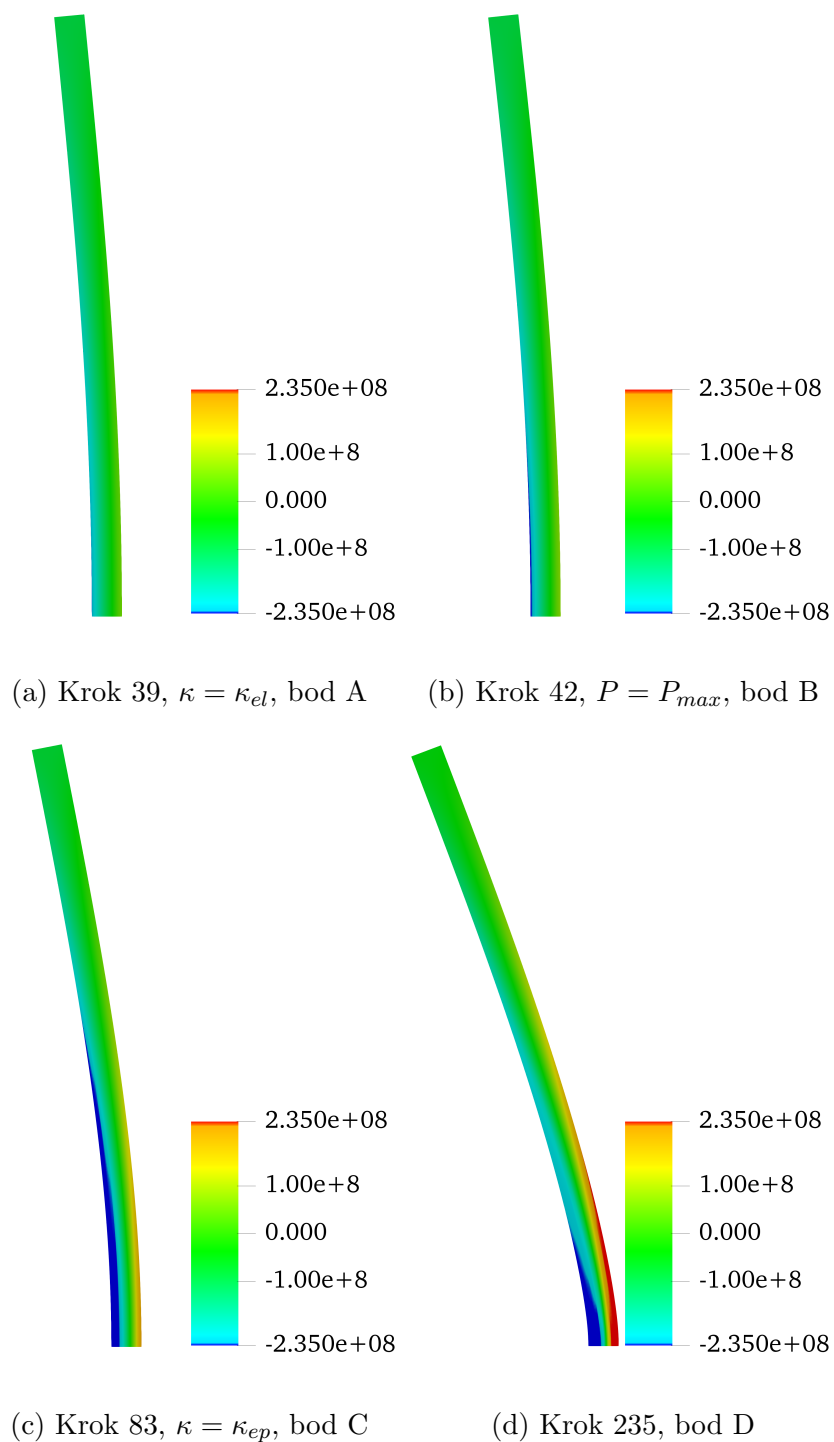 2.350e+08
1.00e+8
0.000
-1.00e+8
-2.350e+08
2.350e+08
1.00e+8
0.000
-1.00e+8
-2.350e+08
(a) Krok 39, κ = κ_el, bod A
(b) Krok 42, P = P_max, bod B
2.350e+08
1.00e+8
0.000
-1.00e+8
-2.350e+08
2.350e+08
1.00e+8
0.000
-1.00e+8
-2.350e+08
(c) Krok 83, κ = κ_ep, bod C
(d) Krok 235, bod D